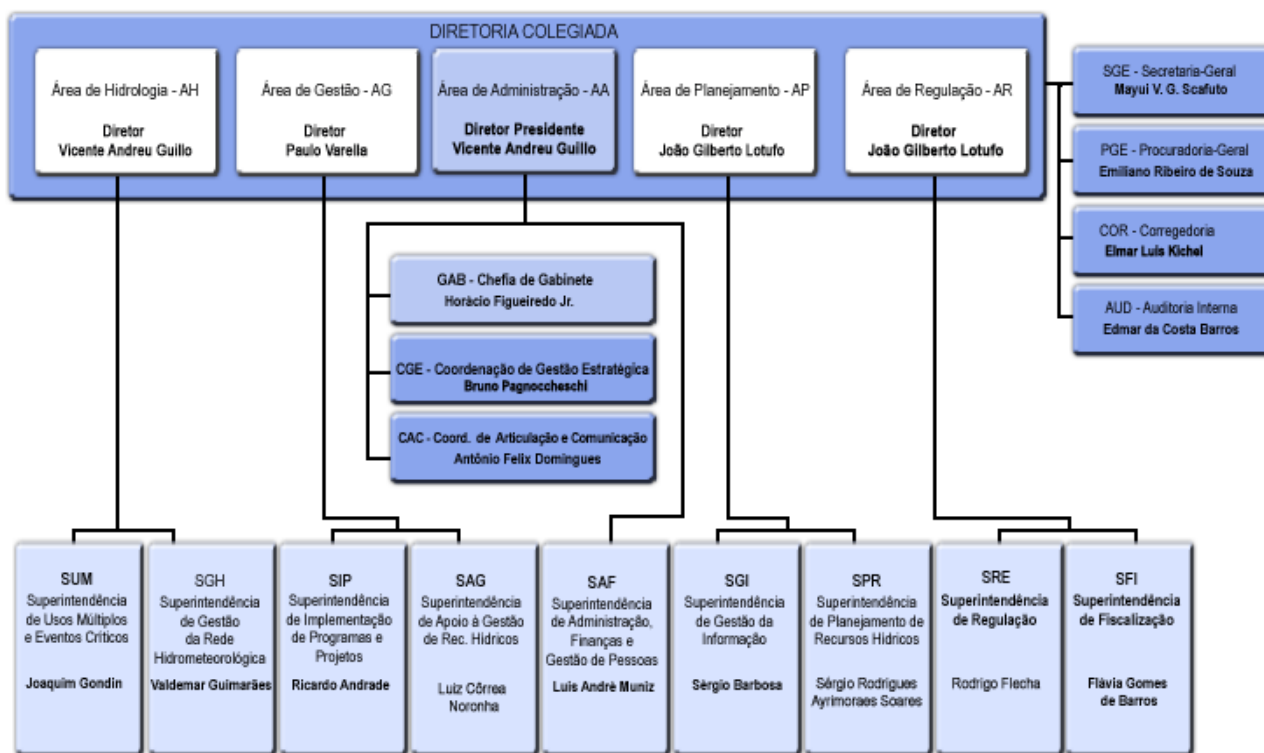 DIRETORIA COLEGIADA
Área de Hidrologia - AH
Diretor
Vicente Andreu Guillo
Área de Gestão - AG
Diretor
Paulo Varella
Área de Administração - AA
Diretor Presidente
Vicente Andreu Guillo
Área de Planejamento - AP
Diretor
João Gilberto Lotufo
Área de Regulação - AR
Diretor
João Gilberto Lotufo
SGE - Secretaria-Geral
Mayui V. G. Scafuto
PGE - Procuradoria-Geral
Emiliano Ribeiro de Souza
COR - Corregedoria
Elmar Luis Kichel
AUD - Auditoria Interna
Edmar da Costa Barros
GAB - Chefia de Gabinete
Horácio Figueiredo Jr.
CGE - Coordenação de Gestão Estratégica
Bruno Pagnoccheschi
CAC - Coord. de Articulação e Comunicação
Antônio Felix Domingues
SUM
Superintendência
de Usos Múltiplos
e Eventos Críticos
Joaquim Gondin
SGH
Superintendência
de Gestão
da Rede
Hidrometeorológica
Valdemar Guimarães
SIP
Superintendência
de Implementação
de Programas e
Projetos
Ricardo Andrade
SAG
Superintendência
de Apoio à Gestão
de Rec. Hídricos
Luiz Côrrea
Noronha
SAF
Superintendência
de Administração,
Finanças e
Gestão de Pessoas
Luis Andrè Muniz
SGI
Superintendência
de Gestão da
Informação
Sèrgio Barbosa
SPR
Superintendência
de Planejamento de
Recursos Hídricos
Sérgio Rodrigues
Ayrimoraes Soares
SRE
Superintendência
de Regulação
Rodrigo Flecha
SFI
Superintendência
de Fiscalização
Flávia Gomes
de Barros